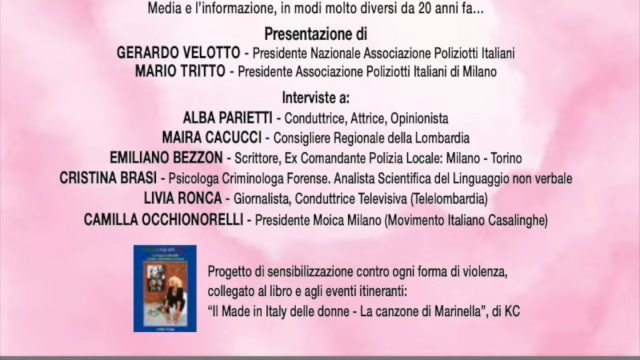 Media e l’informazione, in modi molto diversi da 20 anni fa...
Presentazione di
GERARDO VELOTTO - Presidente Nazionale Associazione Poliziotti Italiani
MARIO TRITTO - Presidente Associazione Poliziotti Italiani di Milano
Interviste a:
ALBA PARIETTI - Conduttrice, Attrice, Opinionista
MAIRA CACUCCI - Consigliere Regionale della Lombardia
EMILIANO BEZZON - Scrittore, Ex Comandante Polizia Locale: Milano - Torino
CRISTINA BRASI - Psicologa Criminologa Forense. Analista Scientifica del Linguaggio non verbale
LIVIA RONCA - Giornalista, Conduttrice Televisiva (Telelombardia)
CAMILLA OCCHIONORELLI - Presidente Moica Milano (Movimento Italiano Casalinghe)
Progetto di sensibilizzazione contro ogni forma di violenza,
collegato al libro e agli eventi itineranti:
“Il Made in Italy delle donne - La canzone di Marinella”, di KC